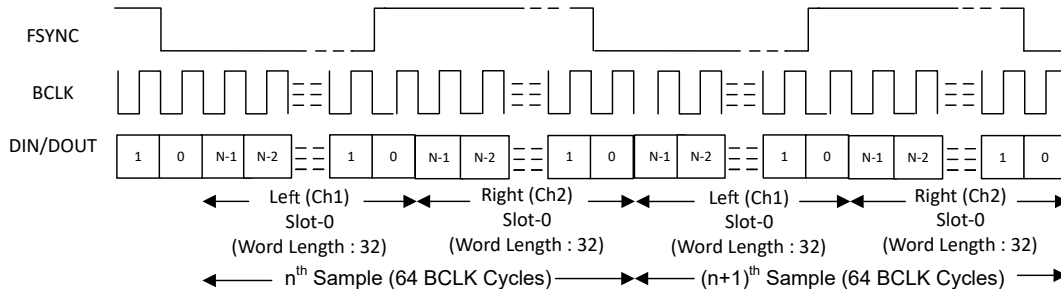 FSYNC
BCLK
DIN/DOUT
1 0 N-1 N-2 1 0 N-1 N-2 1 0 N-1 N-2 1 0 N-1 N-2 1 0
Left (Ch1) Right (Ch2) Left (Ch1) Right (Ch2)
Slot-0 Slot-0 Slot-0 Slot-0
(Word Length : 32) (Word Length : 32) (Word Length : 32) (Word Length : 32)
nth Sample (64 BCLK Cycles) (n+1)th Sample (64 BCLK Cycles)